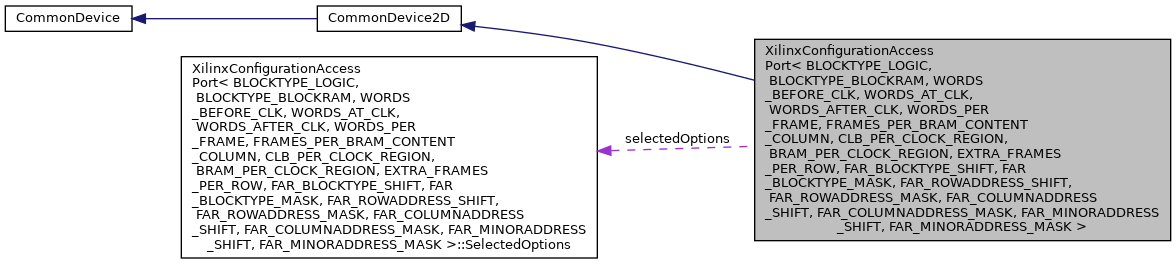 CommonDevice
CommonDevice2D
XilinxConfigurationAccess
Port< BLOCKTYPE_LOGIC,
BLOCKTYPE_BLOCKRAM, WORDS
_BEFORE_CLK, WORDS_AT_CLK,
WORDS_AFTER_CLK, WORDS_PER
_FRAME, FRAMES_PER_BRAM_CONTENT
_COLUMN, CLB_PER_CLOCK_REGION,
BRAM_PER_CLOCK_REGION, EXTRA_FRAMES
_PER_ROW, FAR_BLOCKTYPE_SHIFT, FAR
_BLOCKTYPE_MASK, FAR_ROWADDRESS_SHIFT,
FAR_ROWADDRESS_MASK, FAR_COLUMNADDRESS
_SHIFT, FAR_COLUMNADDRESS_MASK, FAR_MINORADDRESS
_SHIFT, FAR_MINORADDRESS_MASK >::SelectedOptions
selectedOptions
XilinxConfigurationAccess
Port< BLOCKTYPE_LOGIC,
BLOCKTYPE_BLOCKRAM, WORDS
_BEFORE_CLK, WORDS_AT_CLK,
WORDS_AFTER_CLK, WORDS_PER
_FRAME, FRAMES_PER_BRAM_CONTENT
_COLUMN, CLB_PER_CLOCK_REGION,
BRAM_PER_CLOCK_REGION, EXTRA_FRAMES
_PER_ROW, FAR_BLOCKTYPE_SHIFT, FAR
_BLOCKTYPE_MASK, FAR_ROWADDRESS_SHIFT,
FAR_ROWADDRESS_MASK, FAR_COLUMNADDRESS
_SHIFT, FAR_COLUMNADDRESS_MASK, FAR_MINORADDRESS
_SHIFT, FAR_MINORADDRESS_MASK >